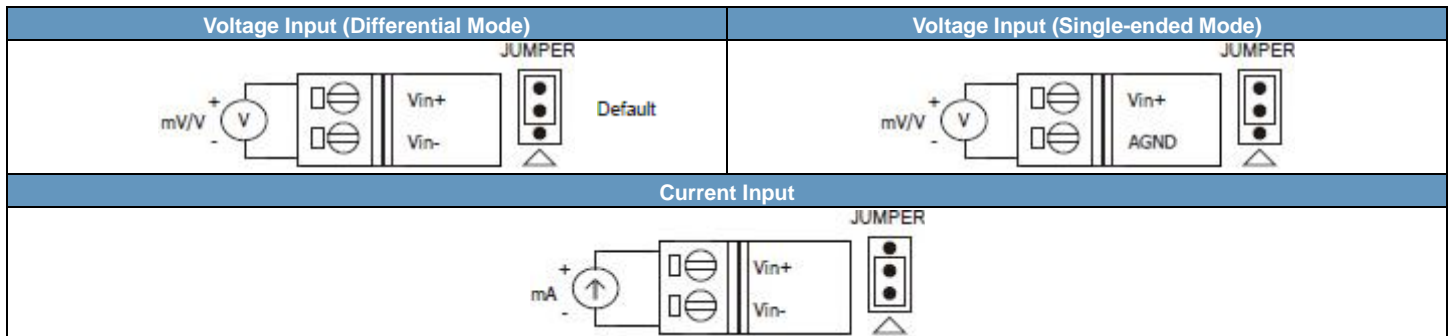 Voltage Input (Differential Mode)
JUMPER
mV/V
+
-
V
Vin+
Vin-
Default
Voltage Input (Single-ended Mode)
JUMPER
mV/V
+
-
V
Vin+
AGND
Current Input
JUMPER
mA
+
-
Vin+
Vin-